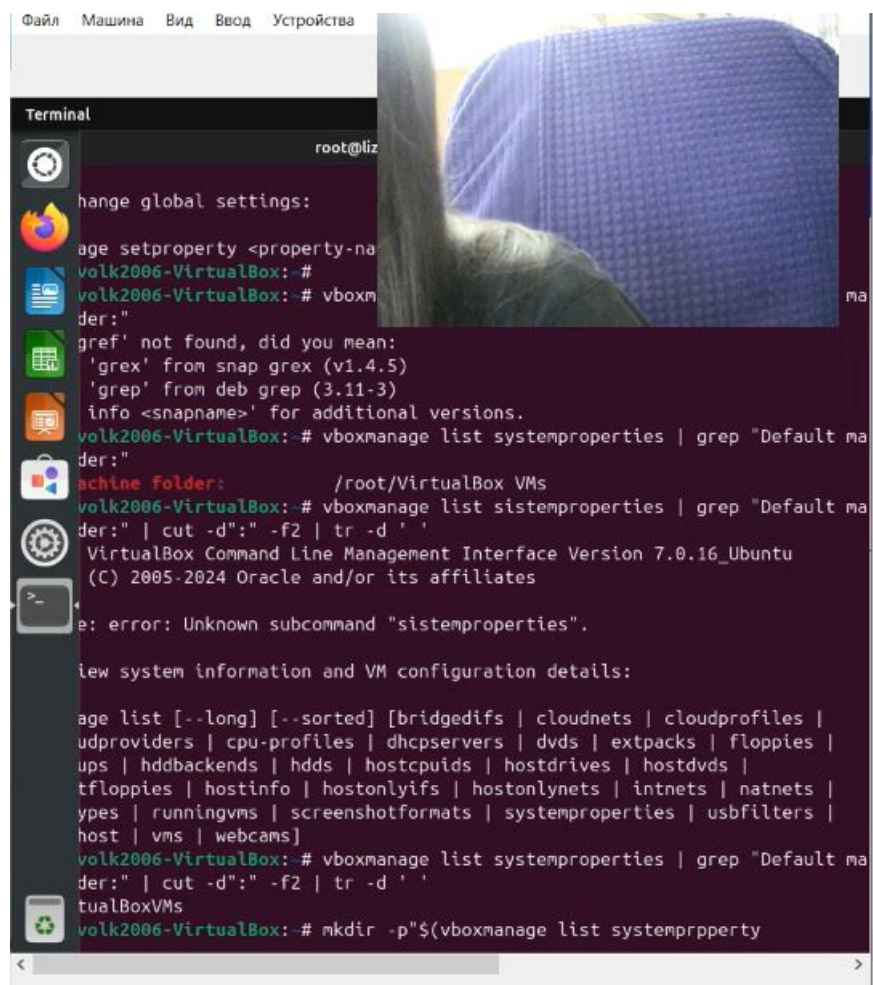 Файл Машина Вид Ввод Устройства
Terminal
root@liz
hange global settings:
age setproperty <property-na
volk2006-VirtualBox:~#
volk2006-VirtualBox:~# vboxm ma
der:"
gref' not found, did you mean:
'grex' from snap grex (v1.4.5)
'grep' from deb grep (3.11-3)
info <snapname>' for additional versions.
volk2006-VirtualBox:~# vboxmanage list systemproperties | grep "Default ma
der:"
achine folder: /root/VirtualBox VMs
volk2006-VirtualBox:~# vboxmanage list sistemproperties | grep "Default ma
der:" | cut -d":" -f2 | tr -d ' '
VirtualBox Command Line Management Interface Version 7.0.16_Ubuntu
(C) 2005-2024 Oracle and/or its affiliates
e: error: Unknown subcommand "sistemproperties".
iew system information and VM configuration details:
age list [--long] [--sorted] [bridgedifs | cloudnets | cloudprofiles |
udproviders | cpu-profiles | dhcpservers | dvds | extpacks | floppies |
ups | hddbackends | hdds | hostcpuids | hostdrives | hostdvds |
tfloppies | hostinfo | hostonlyifs | hostonlynets | intnets | natnets |
ypes | runningvms | screenshotformats | systemproperties | usbfilters |
host | vms | webcams]
volk2006-VirtualBox:~# vboxmanage list systemproperties | grep "Default ma
der:" | cut -d":" -f2 | tr -d ' '
tualBoxVMs
volk2006-VirtualBox:~# mkdir -p"$(vboxmanage list systemprpperty